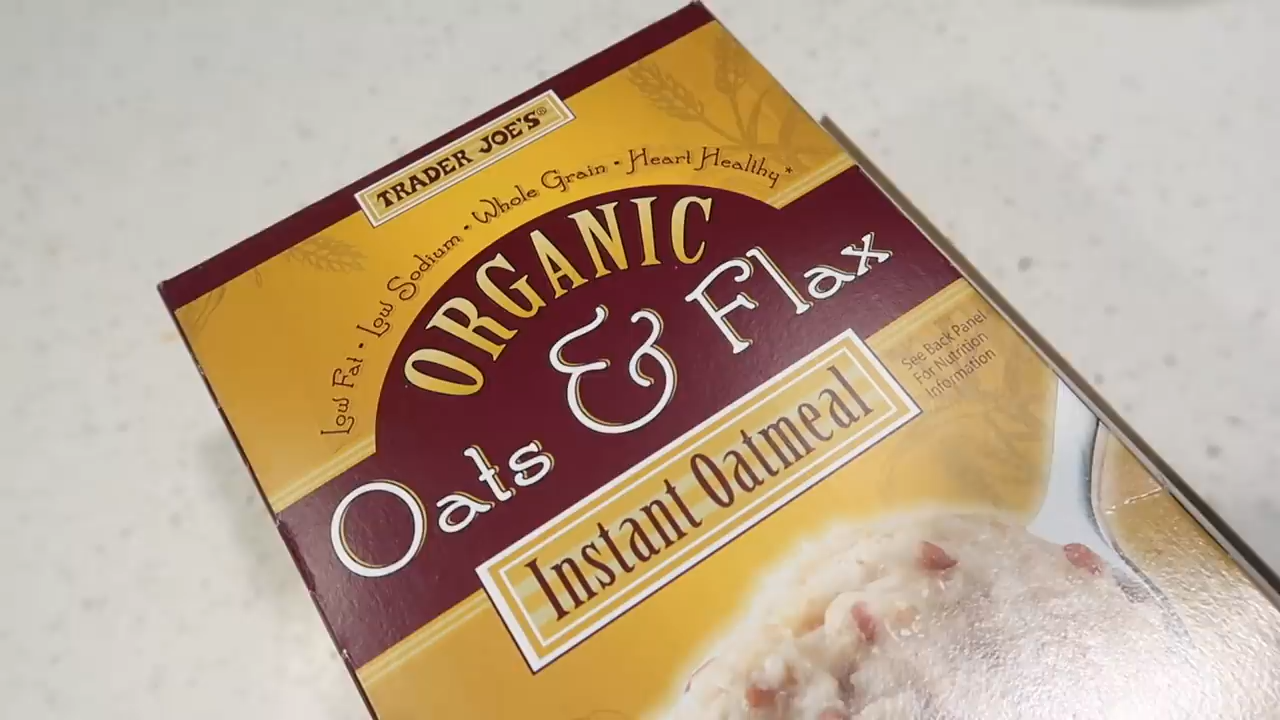 TRADER JOE'S®
Low Fat • Low Sodium • Whole Grain • Heart Healthy*
ORGANIC
Oats & Flax
Instant Oatmeal
See Back Panel
For Nutrition
Information